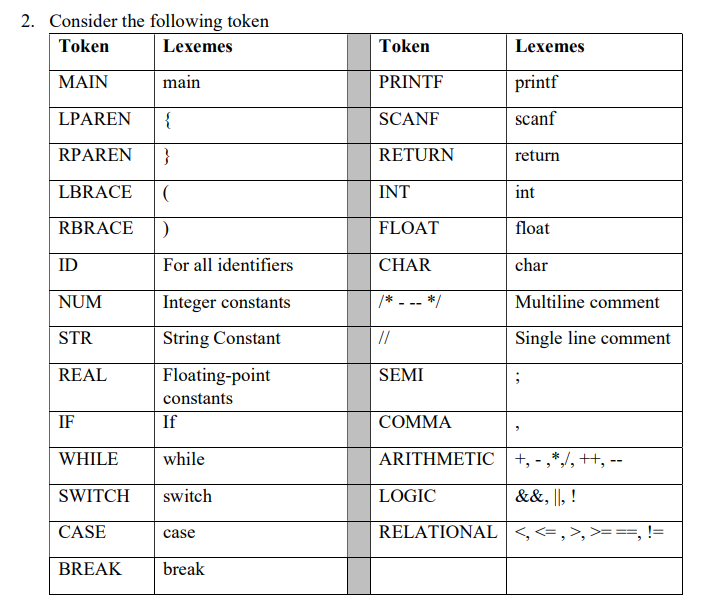 2. Consider the following token
Token Lexemes Token Lexemes
MAIN main PRINTF printf
LPAREN { SCANF scanf
RPAREN } RETURN return
LBRACE ( INT int
RBRACE ) FLOAT float
ID For all identifiers CHAR char
NUM Integer constants /* - -- */ Multiline comment
STR String Constant // Single line comment
REAL Floating-point SEMI ;
constants
IF If COMMA ,
WHILE while ARITHMETIC +, - ,*,/, ++, --
SWITCH switch LOGIC &&, ||, !
CASE case RELATIONAL <, <= , >, >= ==, !=
BREAK break